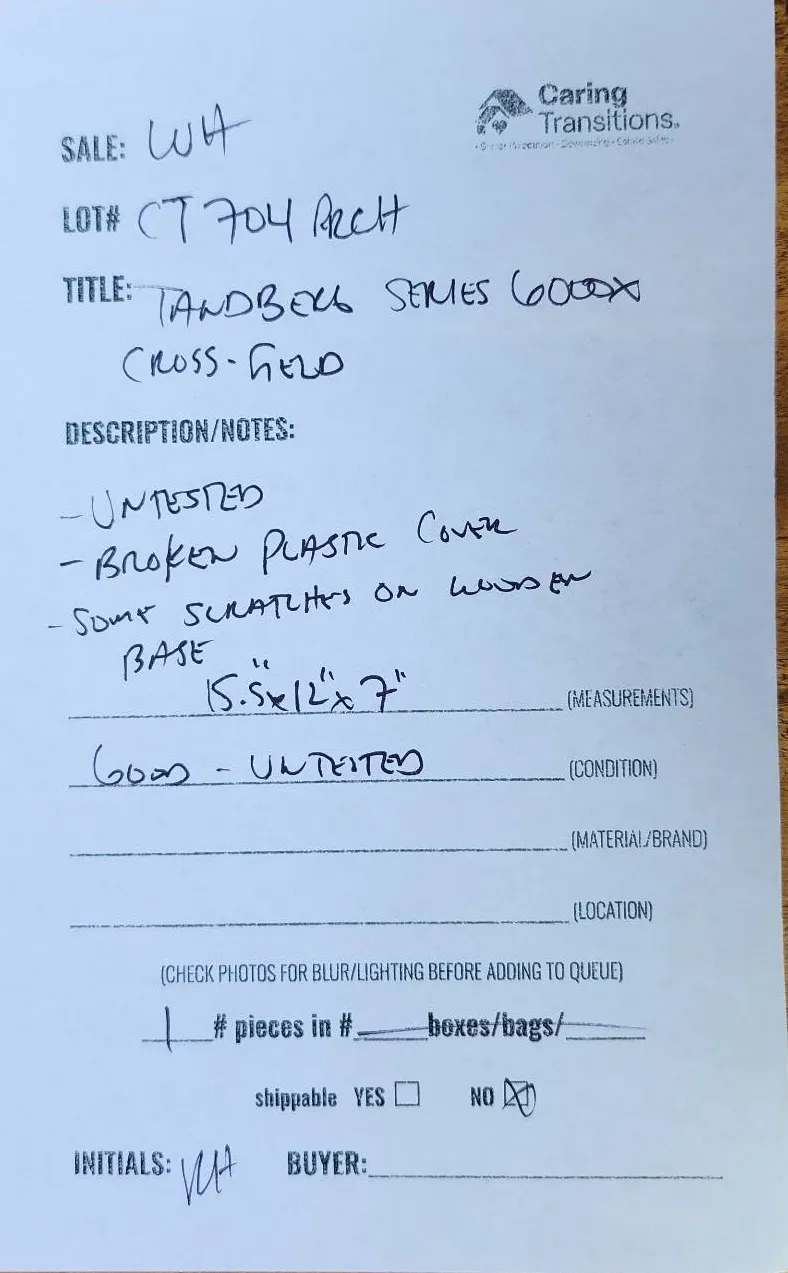 Caring
Transitions
SALE: WH
LOT# CT 704 ARCH
TITLE: TANDBERG SERIES 6000X
CROSS-FIELD
DESCRIPTION/NOTES:
- UNTESTED
- BROKEN PLASTIC COVER
- SOME SCRATCHES ON WOODEN
BASE
15.5"x12"x7" (MEASUREMENTS)
GOOD - UNTESTED (CONDITION)
(MATERIAL/BRAND)
(LOCATION)
(CHECK PHOTOS FOR BLUR/LIGHTING BEFORE ADDING TO QUEUE)
1 # pieces in # boxes/bags/
shippable YES NO
INITIALS: BUYER: